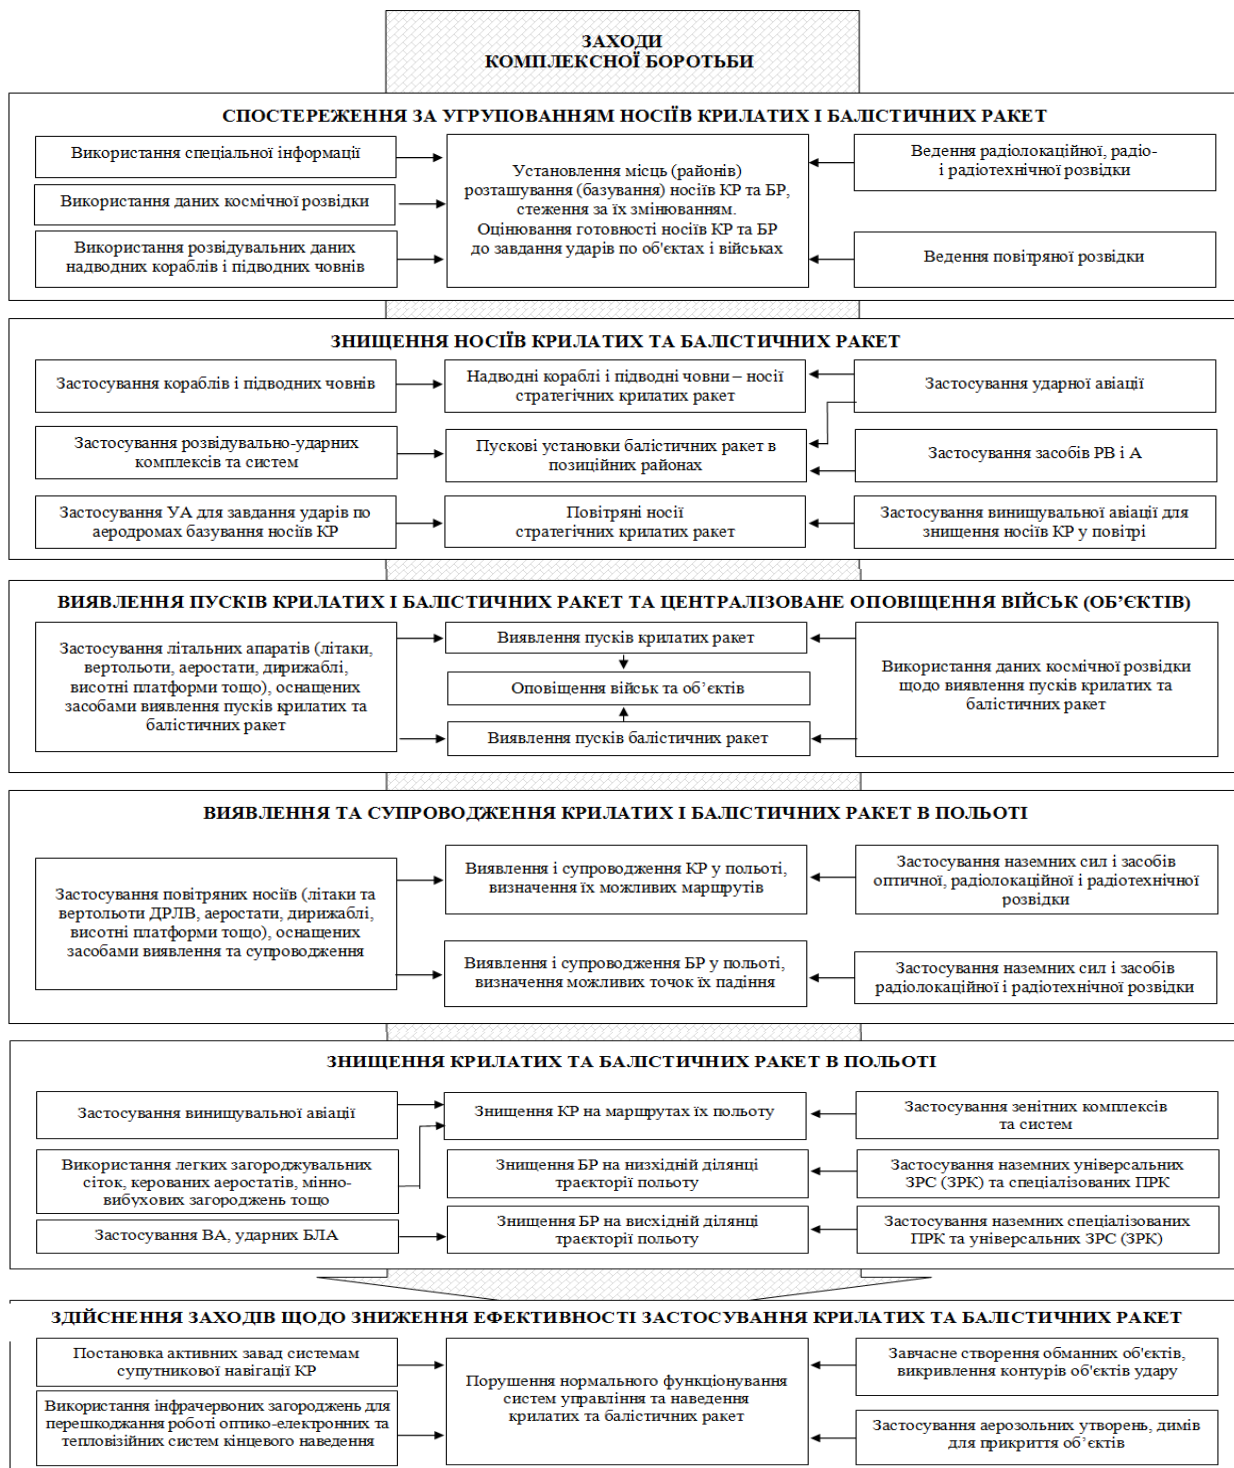 ЗАХОДИ
КОМПЛЕКСНОЇ БОРОТЬБИ
СПОСТЕРЕЖЕННЯ ЗА УГРУПОВАННЯМ НОСІЇВ КРИЛАТИХ І БАЛІСТИЧНИХ РАКЕТ
Використання спеціальної інформації
Використання даних космічної розвідки
Використання розвідувальних даних
надводних кораблів і підводних човнів
Установлення місць (районів)
розташування (базування) носіїв КР та БР,
стеження за їх змінюванням.
Оцінювання готовності носіїв КР та БР
до завдання ударів по об'єктах і військах
Ведення радіолокаційної, радіо-
і радіотехнічної розвідки
Ведення повітряної розвідки
ЗНИЩЕННЯ НОСІЇВ КРИЛАТИХ ТА БАЛІСТИЧНИХ РАКЕТ
Застосування кораблів і підводних човнів
Надводні кораблі і підводні човни – носії
стратегічних крилатих ракет
Застосування ударної авіації
Застосування розвідувально-ударних
комплексів та систем
Пускові установки балістичних ракет в
позиційних районах
Застосування засобів РВ і А
Застосування УА для завдання ударів по
аеродромах базування носіїв КР
Повітряні носії
стратегічних крилатих ракет
Застосування винищувальної авіації для
знищення носіїв КР у повітрі
ВИЯВЛЕННЯ ПУСКІВ КРИЛАТИХ І БАЛІСТИЧНИХ РАКЕТ ТА ЦЕНТРАЛІЗОВАНЕ ОПОВІЩЕННЯ ВІЙСЬК (ОБ’ЄКТІВ)
Застосування літальних апаратів (літаки,
вертольоти, аеростати, дирижаблі,
висотні платформи тощо), оснащених
засобами виявлення пусків крилатих та
балістичних ракет
Виявлення пусків крилатих ракет
Оповіщення військ та об’єктів
Виявлення пусків балістичних ракет
Використання даних космічної розвідки
щодо виявлення пусків крилатих та
балістичних ракет
ВИЯВЛЕННЯ ТА СУПРОВОДЖЕННЯ КРИЛАТИХ І БАЛІСТИЧНИХ РАКЕТ В ПОЛЬОТІ
Застосування повітряних носіїв (літаки та
вертольоти ДРЛВ, аеростати, дирижаблі,
висотні платформи тощо), оснащених
засобами виявлення та супроводження
Виявлення і супроводження КР у польоті,
визначення їх можливих маршрутів
Застосування наземних сил і засобів
оптичної, радіолокаційної і радіотехнічної
розвідки
Виявлення і супроводження БР у польоті,
визначення можливих точок їх падіння
Застосування наземних сил і засобів
радіолокаційної і радіотехнічної розвідки
ЗНИЩЕННЯ КРИЛАТИХ ТА БАЛІСТИЧНИХ РАКЕТ В ПОЛЬОТІ
Застосування винищувальної авіації
Знищення КР на маршрутах їх польоту
Застосування зенітних комплексів
та систем
Використання легких загороджувальних
сіток, керованих аеростатів, мінно-
вибухових загороджень тощо
Знищення БР на низхідній ділянці
траєкторії польоту
Застосування наземних універсальних
ЗРС (ЗРК) та спеціалізованих ПРК
Застосування ВА, ударних БЛА
Знищення БР на висхідній ділянці
траєкторії польоту
Застосування наземних спеціалізованих
ПРК та універсальних ЗРС (ЗРК)
ЗДІЙСНЕННЯ ЗАХОДІВ ЩОДО ЗНИЖЕННЯ ЕФЕКТИВНОСТІ ЗАСТОСУВАННЯ КРИЛАТИХ ТА БАЛІСТИЧНИХ РАКЕТ
Постановка активних завад системам
супутникової навігації КР
Використання інфрачервоних загороджень для
перешкоджання роботі оптико-електронних та
тепловізійних систем кінцевого наведення
Порушення нормального функціонування
систем управління та наведення
крилатих та балістичних ракет
Завчасне створення обманних об'єктів,
викривлення контурів об'єктів удару
Застосування аерозольних утворень, димів
для прикриття об’єктів